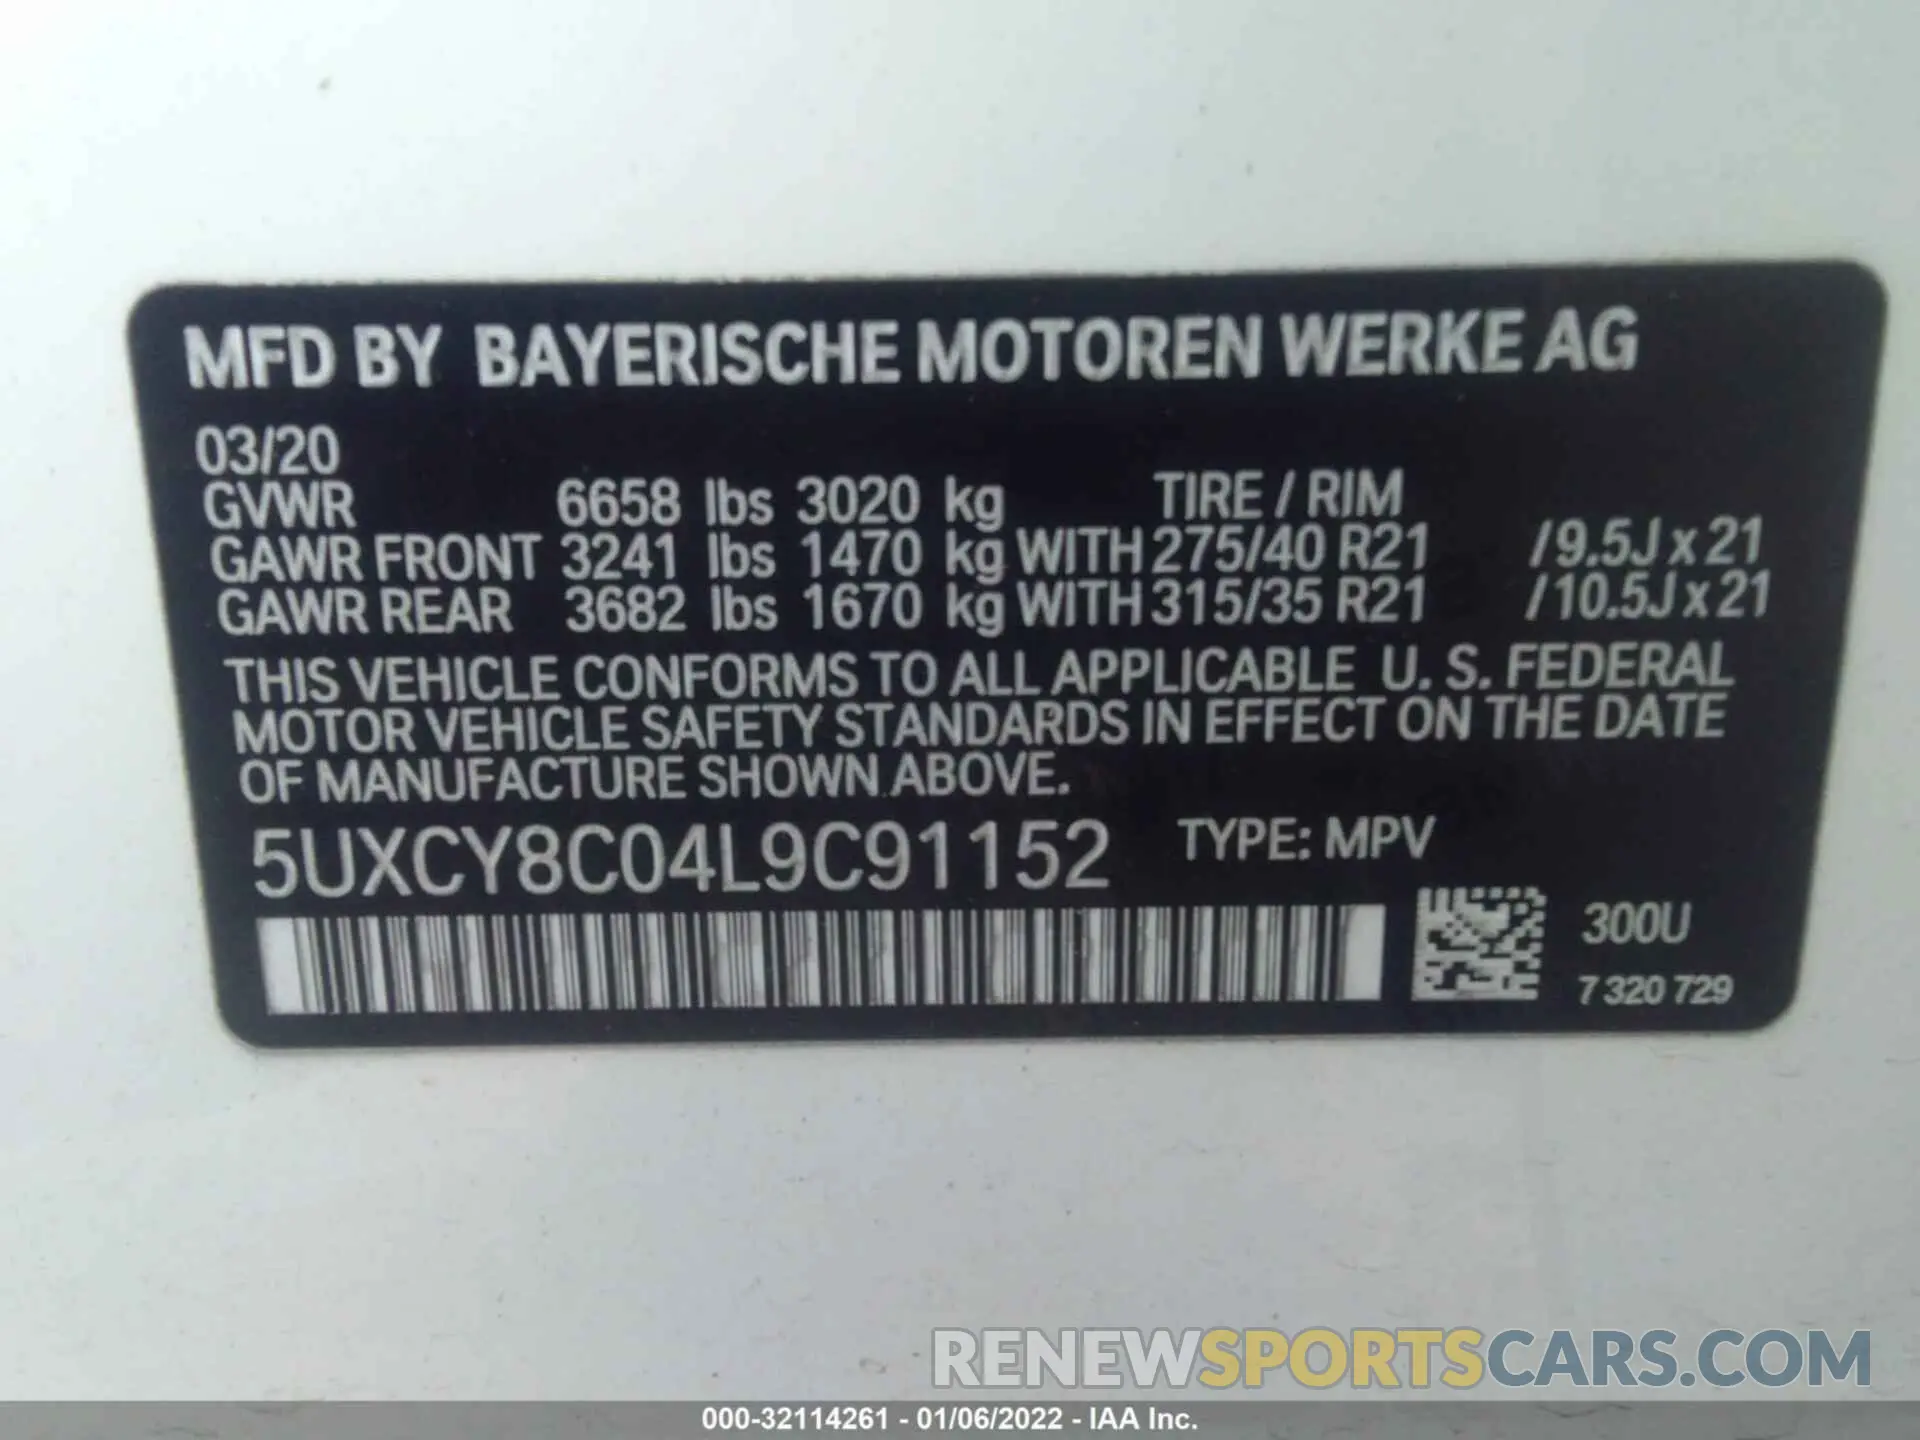 MFD BY BAYERISCHE MOTOREN WERKE AG
03/20
GVWR 6658 lbs 3020 kg TIRE / RIM
GAWR FRONT 3241 lbs 1470 kg WITH 275/40 R21 /9.5J x 21
GAWR REAR 3682 lbs 1670 kg WITH 315/35 R21 /10.5J x 21
THIS VEHICLE CONFORMS TO ALL APPLICABLE U. S. FEDERAL
MOTOR VEHICLE SAFETY STANDARDS IN EFFECT ON THE DATE
OF MANUFACTURE SHOWN ABOVE.
5UXCY8C04L9C91152 TYPE: MPV
300U
7 320 729
RENEWSPORTSCARS.COM
000-32114261 - 01/06/2022 - IAA Inc.